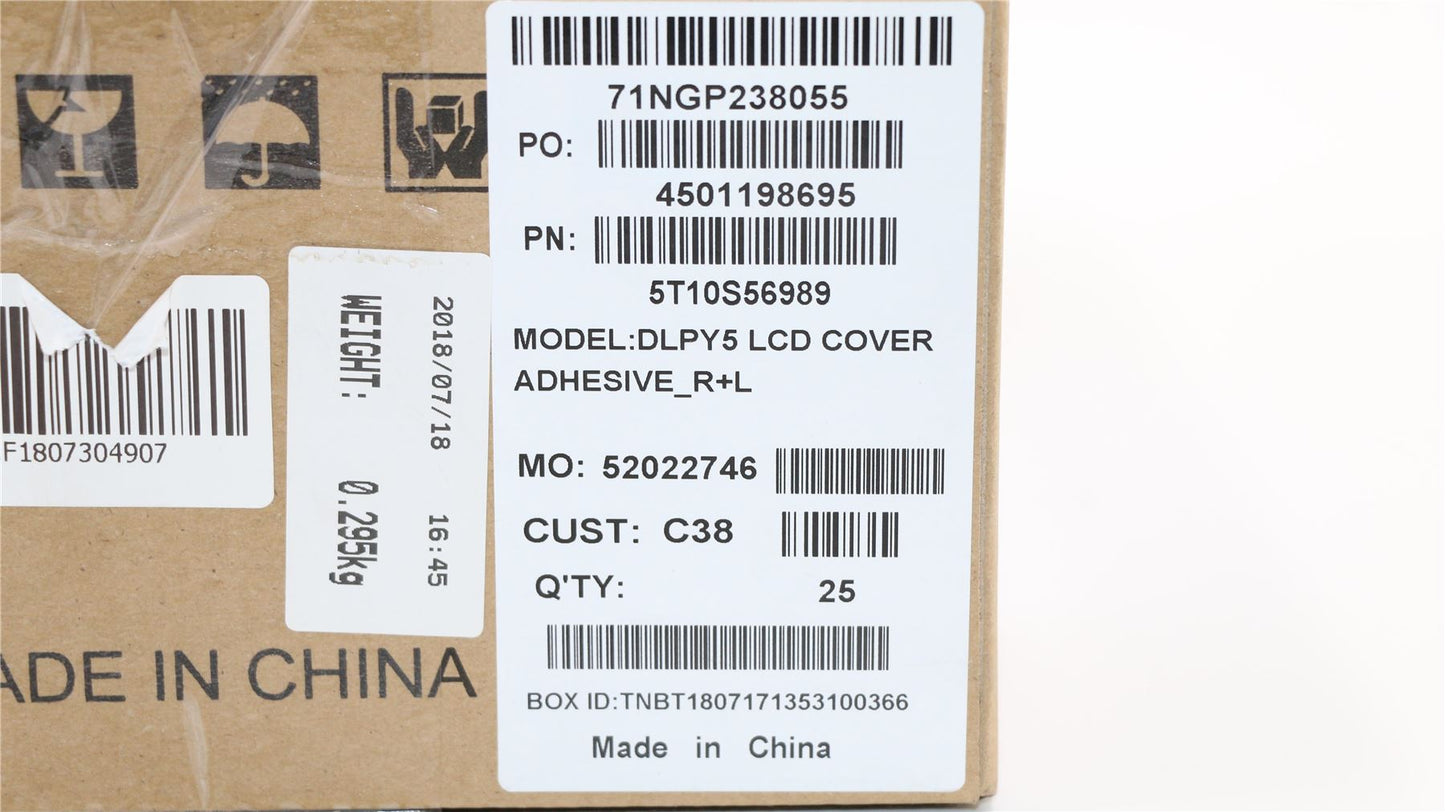 71NGP238055
PO:
4501198695
PN:
5T10S56989
MODEL:DLPY5 LCD COVER
ADHESIVE_R+L
MO: 52022746
CUST: C38
Q'TY: 25
BOX ID:TNBT1807171353100366
Made in China
2018/07/18 16:45
WEIGHT: 0.295kg
F1807304907
ADE IN CHINA